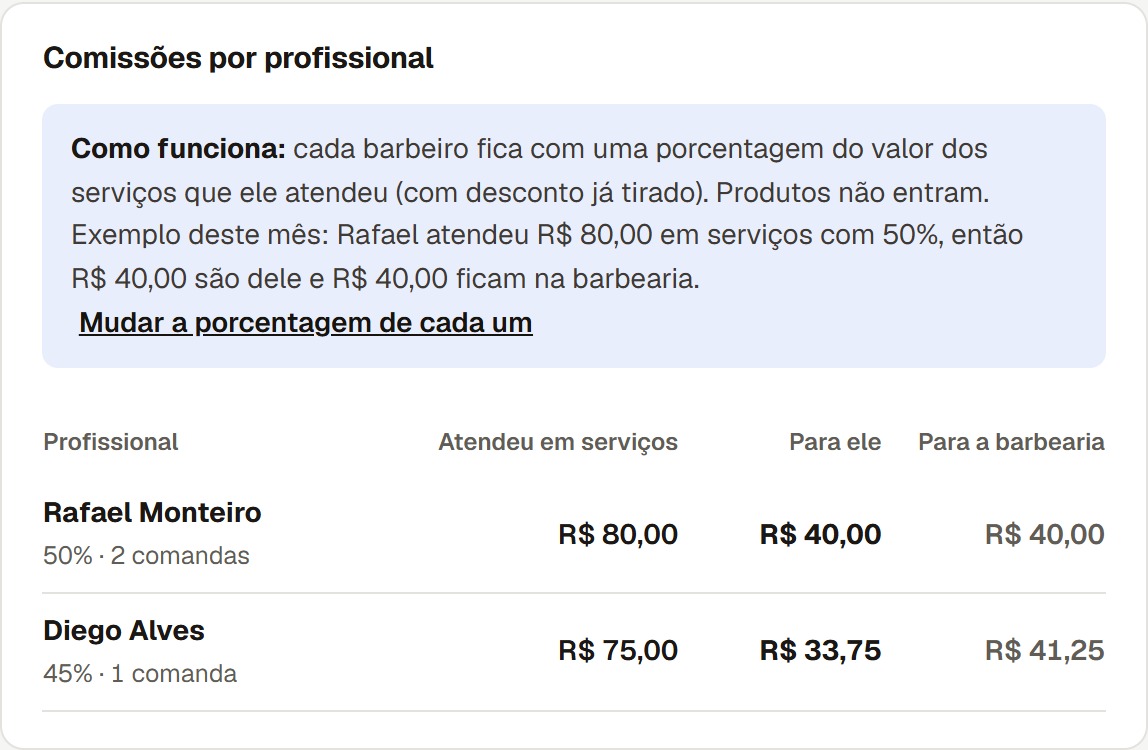 Comissões por profissional
Como funciona: cada barbeiro fica com uma porcentagem do valor dos
serviços que ele atendeu (com desconto já tirado). Produtos não entram.
Exemplo deste mês: Rafael atendeu R$ 80,00 em serviços com 50%, então
R$ 40,00 são dele e R$ 40,00 ficam na barbearia.
Mudar a porcentagem de cada um
Profissional Atendeu em serviços Para ele Para a barbearia
Rafael Monteiro
50% · 2 comandas
R$ 80,00 R$ 40,00 R$ 40,00
Diego Alves
45% · 1 comanda
R$ 75,00 R$ 33,75 R$ 41,25